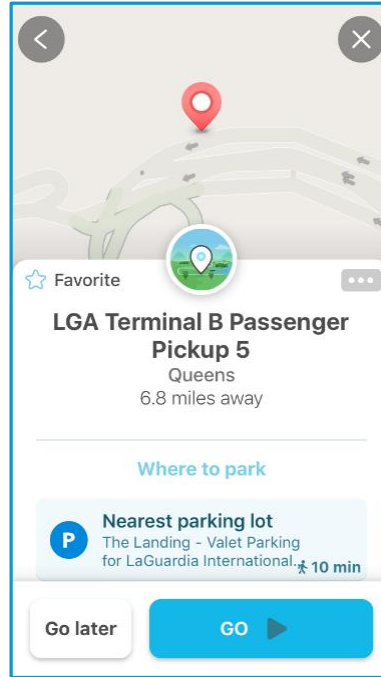 Favorite
LGA Terminal B Passenger
Pickup 5
Queens
6.8 miles away
Where to park
P
Nearest parking lot
The Landing - Valet Parking
for LaGuardia International.
10 min
Go later
GO